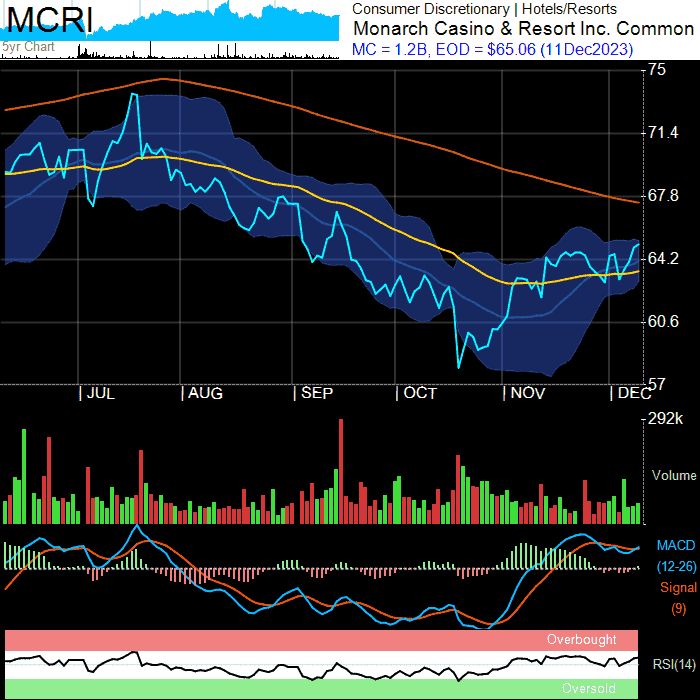 MCRI
5yr Chart
Consumer Discretionary | Hotels/Resorts
Monarch Casino & Resort Inc. Common
MC = 1.2B, EOD = $65.06 (11Dec2023)
75
71.4
67.8
64.2
60.6
57
JUL AUG SEP OCT NOV DEC
292k
Volume
MACD
(12-26)
Signal
(9)
Overbought
RSI(14)
Oversold